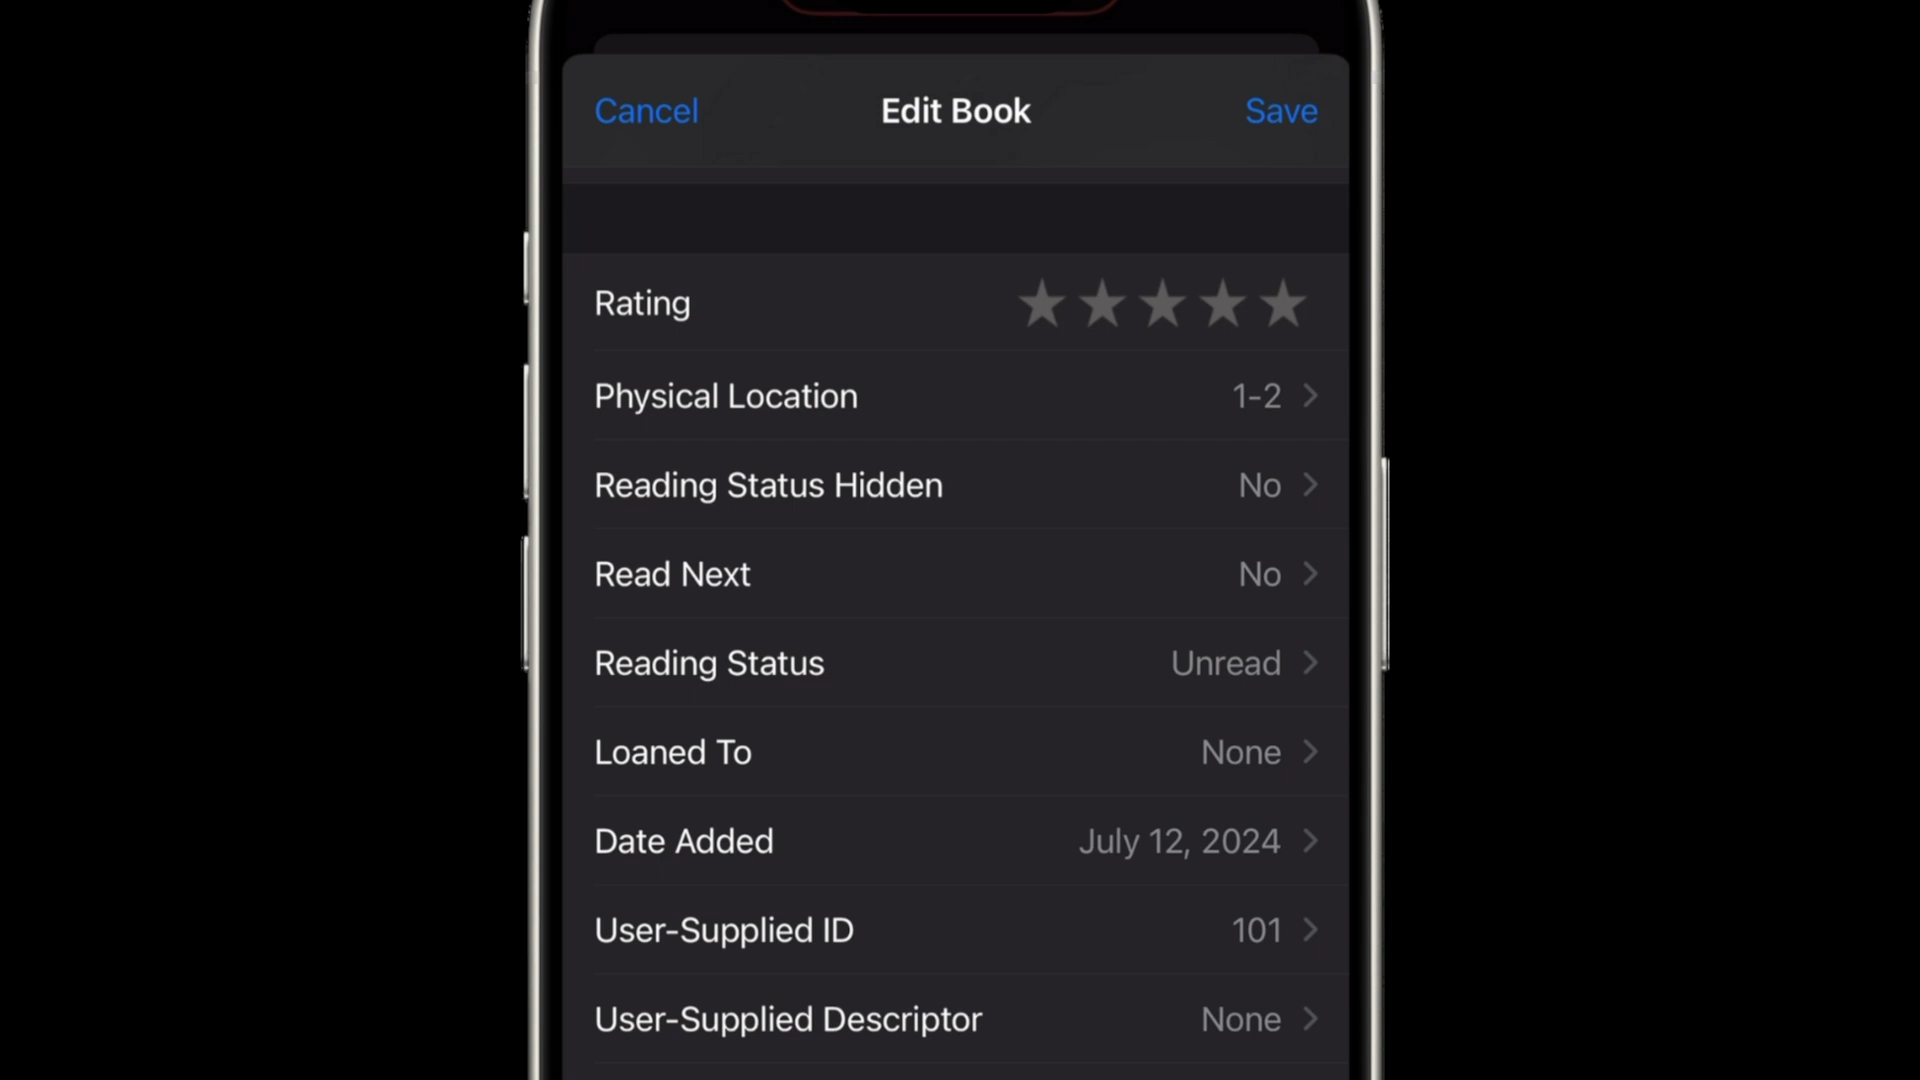 Cancel Edit Book Save
Rating
Physical Location 1-2
Reading Status Hidden No
Read Next No
Reading Status Unread
Loaned To None
Date Added July 12, 2024
User-Supplied ID 101
User-Supplied Descriptor None